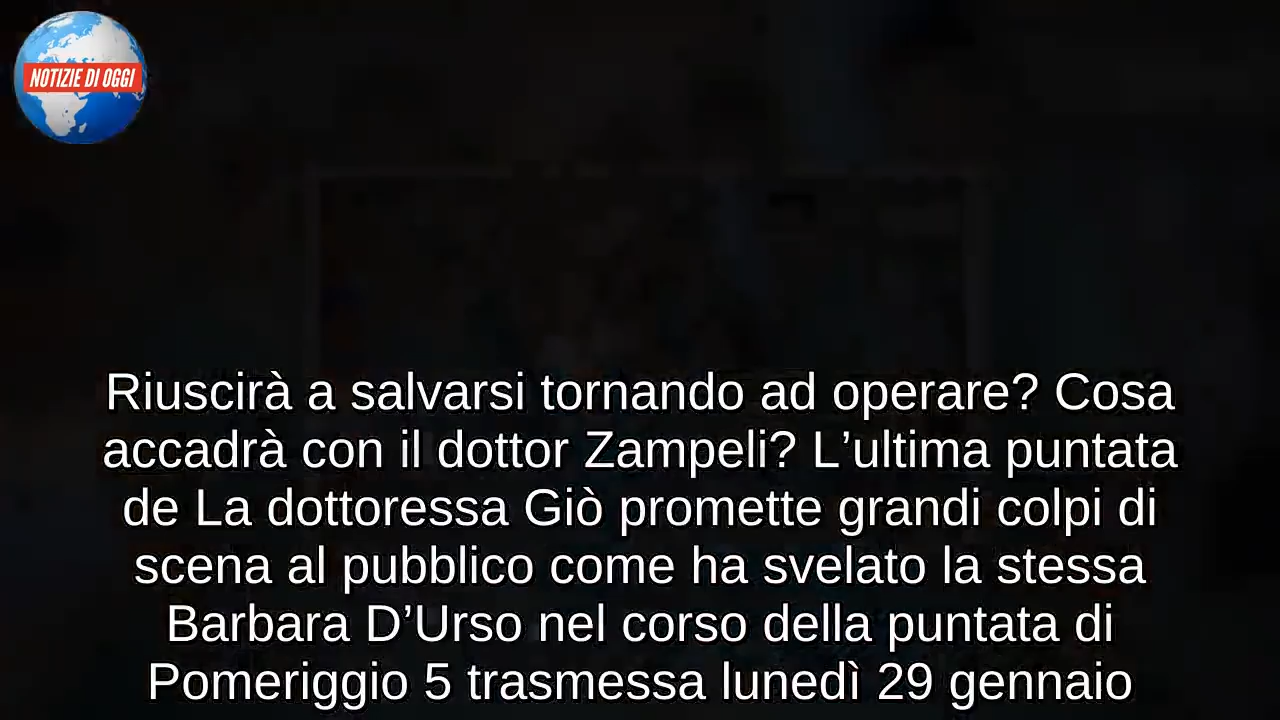 NOTIZIE DI OGGI
Riuscirà a salvarsi tornando ad operare? Cosa
accadrà con il dottor Zampeli? L’ultima puntata
de La dottoressa Giò promette grandi colpi di
scena al pubblico come ha svelato la stessa
Barbara D’Urso nel corso della puntata di
Pomeriggio 5 trasmessa lunedì 29 gennaio